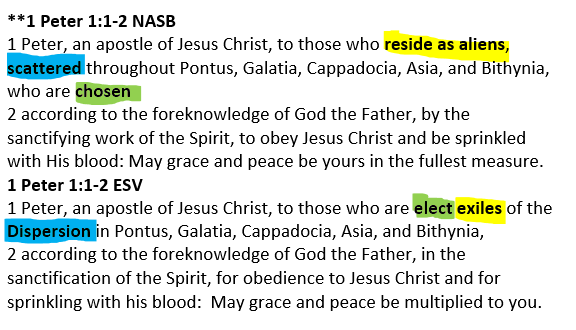 **1 Peter 1:1-2 NASB
1 Peter, an apostle of Jesus Christ, to those who reside as aliens,
scattered throughout Pontus, Galatia, Cappadocia, Asia, and Bithynia,
who are chosen
2 according to the foreknowledge of God the Father, by the
sanctifying work of the Spirit, to obey Jesus Christ and be sprinkled
with His blood: May grace and peace be yours in the fullest measure.
1 Peter 1:1-2 ESV
1 Peter, an apostle of Jesus Christ, to those who are elect exiles of the
Dispersion in Pontus, Galatia, Cappadocia, Asia, and Bithynia,
2 according to the foreknowledge of God the Father, in the
sanctification of the Spirit, for obedience to Jesus Christ and for
sprinkling with his blood:  May grace and peace be multiplied to you.